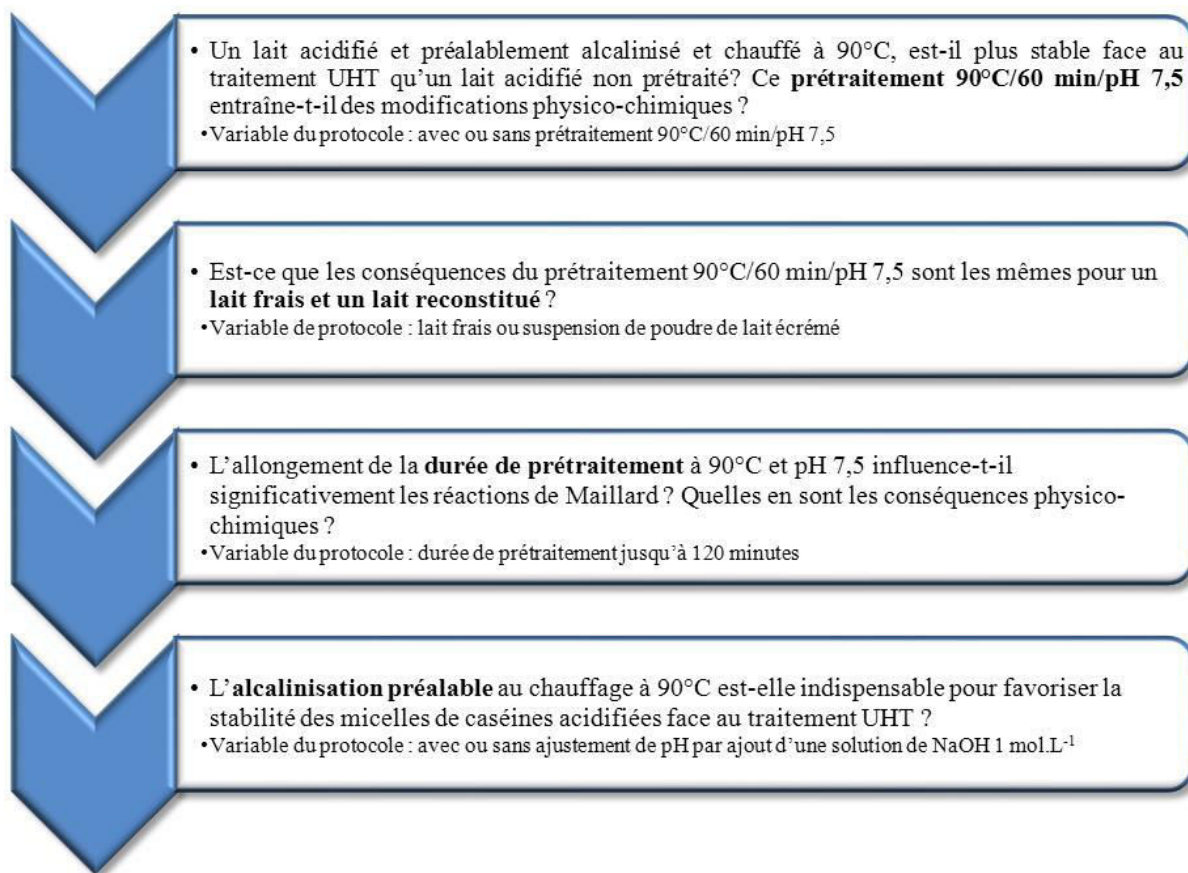 • Un lait acidifié et préalablement alcalinisé et chauffé à 90°C, est-il plus stable face au
traitement UHT qu'un lait acidifié non prétraité? Ce prétraitement 90°C/60 min/pH 7,5
entraîne-t-il des modifications physico-chimiques ?
•Variable du protocole : avec ou sans prétraitement 90°C/60 min/pH 7,5
• Est-ce que les conséquences du prétraitement 90°C/60 min/pH 7,5 sont les mêmes pour un
lait frais et un lait reconstitué ?
•Variable de protocole : lait frais ou suspension de poudre de lait écrémé
• L'allongement de la durée de prétraitement à 90°C et pH 7,5 influence-t-il
significativement les réactions de Maillard ? Quelles en sont les conséquences physico-
chimiques ?
•Variable du protocole : durée de prétraitement jusqu'à 120 minutes
• L'alcalinisation préalable au chauffage à 90°C est-elle indispensable pour favoriser la
stabilité des micelles de caséines acidifiées face au traitement UHT ?
•Variable du protocole : avec ou sans ajustement de pH par ajout d'une solution de NaOH 1 mol.L⁻¹